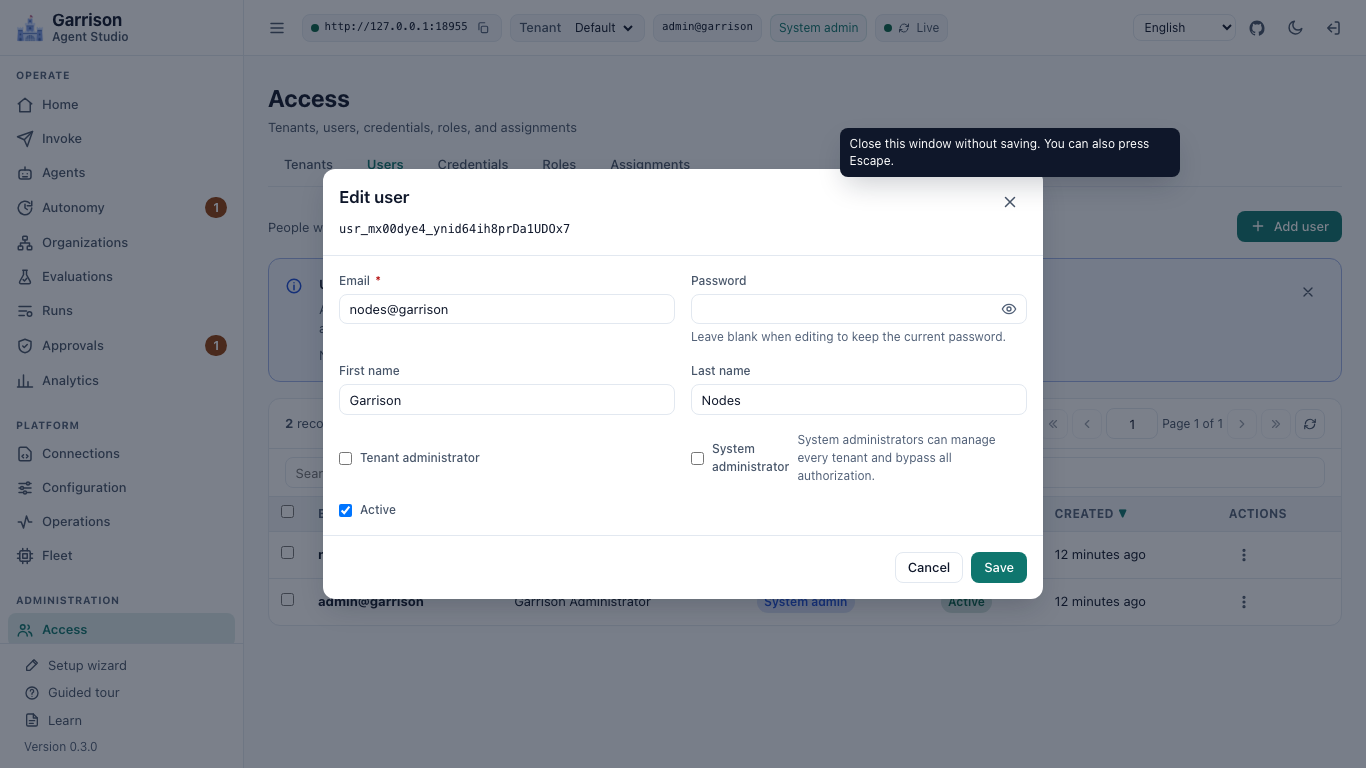 Garrison
Agent Studio
http://127.0.0.1:18955
Tenant Default
admin@garrison
System admin
Live
English
OPERATE
Home
Invoke
Agents
Autonomy 1
Organizations
Evaluations
Runs
Approvals 1
Analytics
PLATFORM
Connections
Configuration
Operations
Fleet
ADMINISTRATION
Access
Setup wizard
Guided tour
Learn
Version 0.3.0
Access
Tenants, users, credentials, roles, and assignments
Tenants Users Credentials Roles Assignments
Close this window without saving. You can also press
Escape.
People
Add user
Edit user
usr_mx00dye4_ynid64ih8prDa1UDOx7
Email *
nodes@garrison
Password
Leave blank when editing to keep the current password.
First name
Garrison
Last name
Nodes
Tenant administrator
System
administrator
System administrators can manage
every tenant and bypass all
authorization.
Active
Cancel Save
2
1 Page 1 of 1
CREATED ▼ ACTIONS
12 minutes ago
admin@garrison Garrison Administrator System admin Active 12 minutes ago